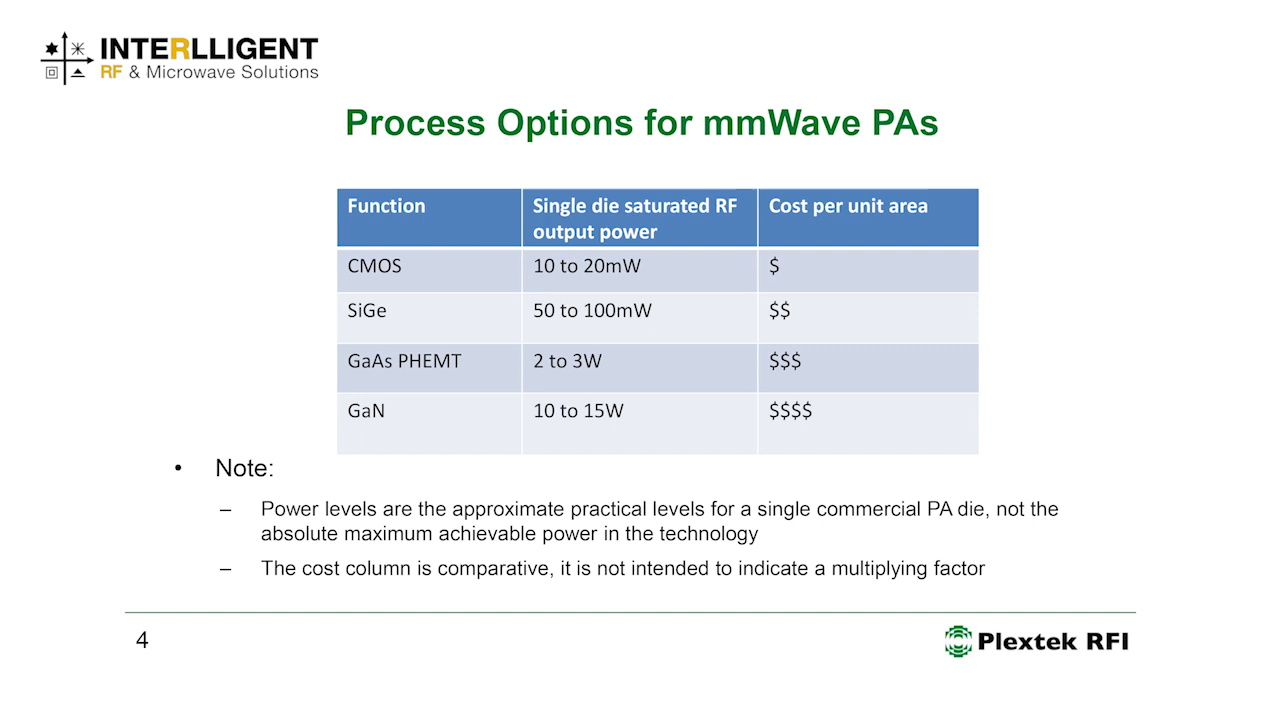 INTERLLIGENT
RF & Microwave Solutions
Process Options for mmWave PAs
Function
Single die saturated RF
output power
Cost per unit area
CMOS
10 to 20mW
$
SiGe
50 to 100mW
$$
GaAs PHEMT
2 to 3W
$$$
GaN
10 to 15W
$$$$
• Note:
– Power levels are the approximate practical levels for a single commercial PA die, not the
absolute maximum achievable power in the technology
– The cost column is comparative, it is not intended to indicate a multiplying factor
4
Plextek RFI